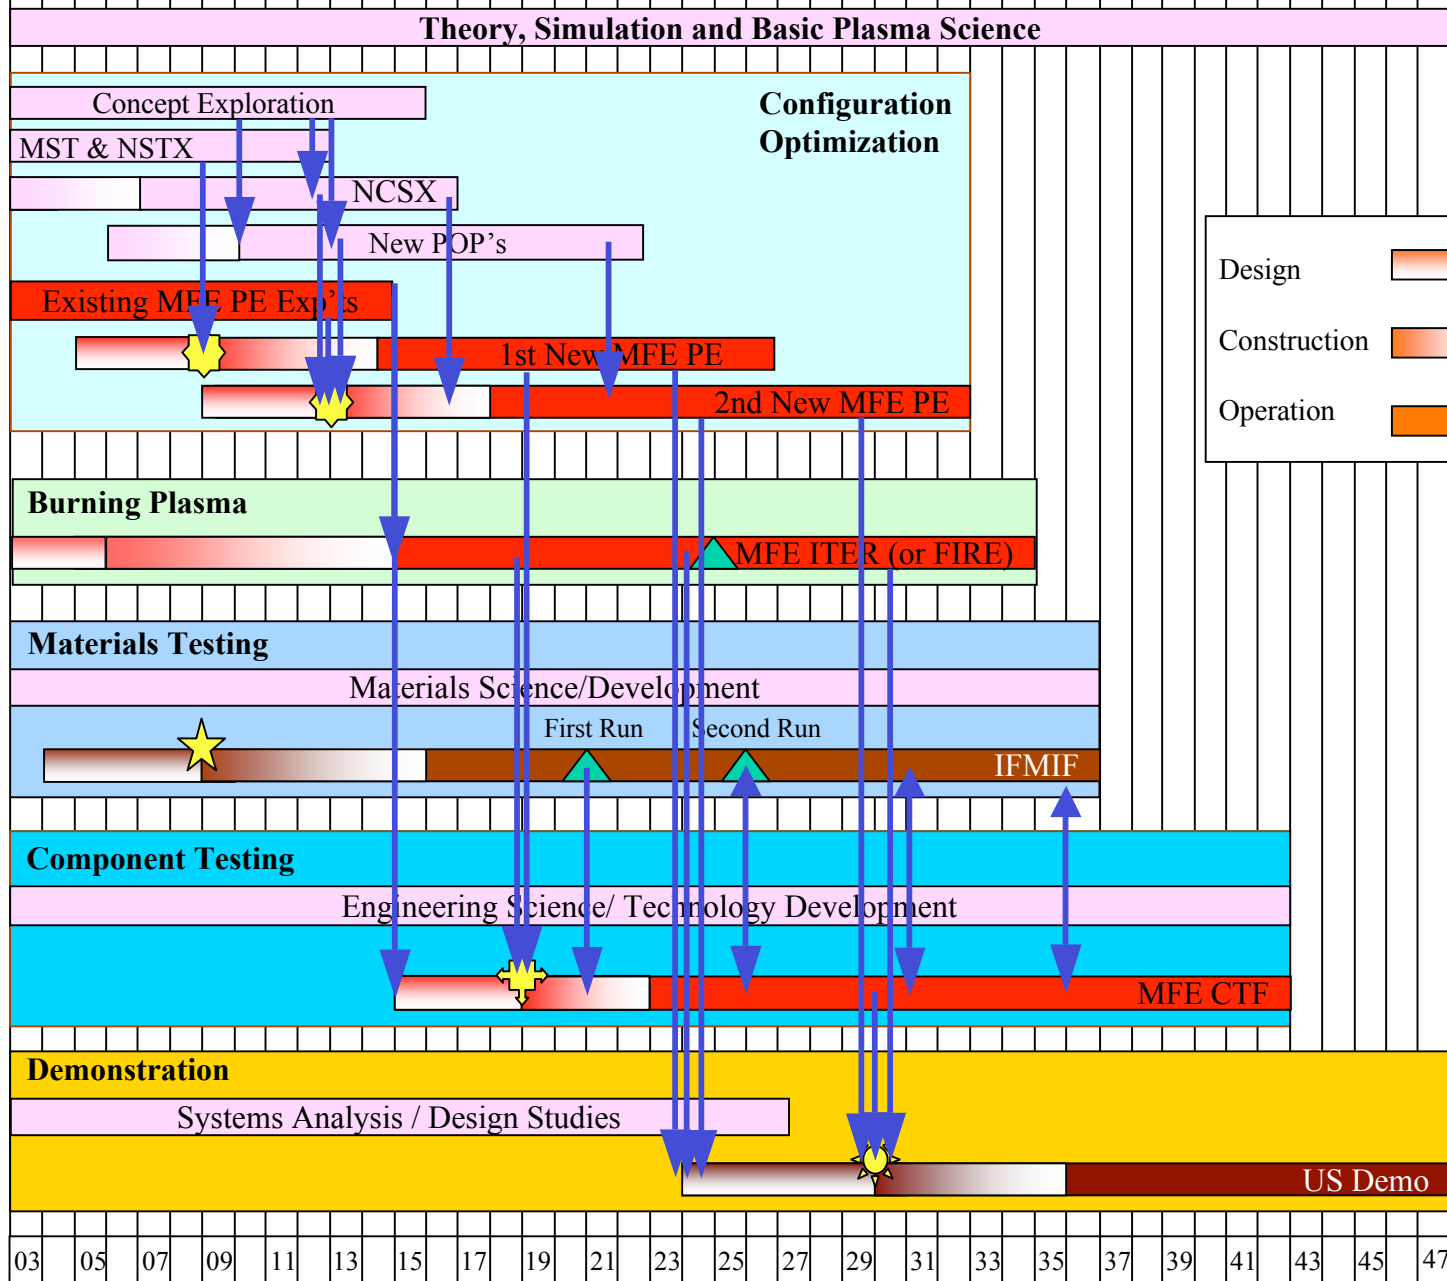 Theory, Simulation and Basic Plasma Science
Concept Exploration
Configuration
Optimization
MST & NSTX
NCSX
New POP's
Existing MFE PE Exp'ts
1st New MFE PE
2nd New MFE PE
Design
Construction
Operation
Burning Plasma
MFE ITER (or FIRE)
Materials Testing
Materials Science/Development
First Run
Second Run
IFMIF
Component Testing
Engineering Science/ Technology Development
MFE CTF
Demonstration
Systems Analysis / Design Studies
US Demo
03 05 07 09 11 13 15 17 19 21 23 25 27 29 31 33 35 37 39 41 43 45 47